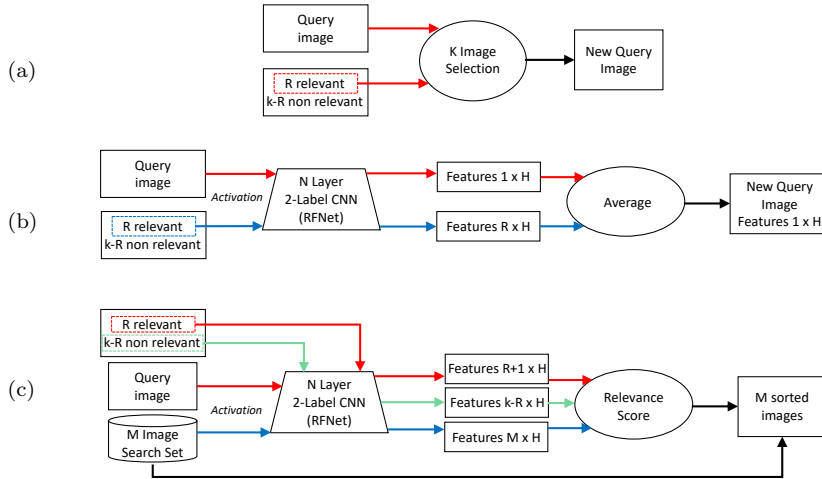 (a)
Query
image
R relevant
k-R non relevant
K Image
Selection
New Query
Image
(b)
Query
image
R relevant
k-R non relevant
Activation
N Layer
2-Label CNN
(RFNet)
Features 1 x H
Features R x H
Average
New Query
Image
Features 1 x H
(c)
R relevant
k-R non relevant
Query
image
M Image
Search Set
Activation
N Layer
2-Label CNN
(RFNet)
Features R+1 x H
Features k-R x H
Features M x H
Relevance
Score
M sorted
images